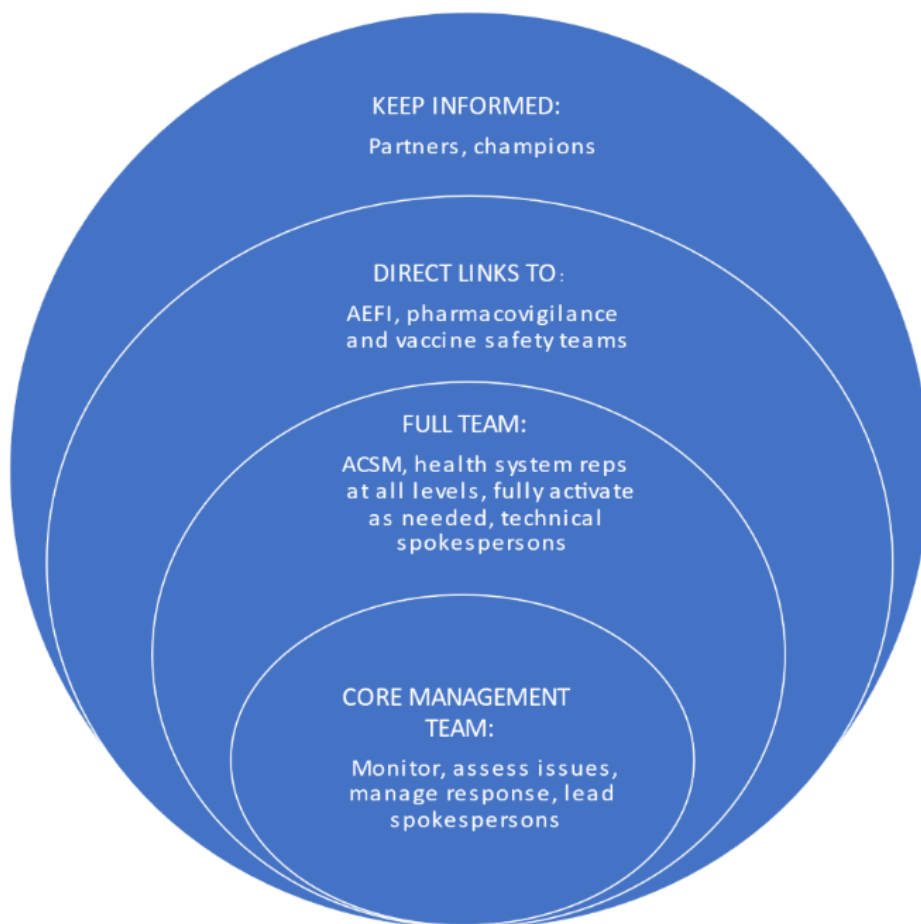 KEEP INFORMED:
Partners, champions
DIRECT LINKS TO:
AEFI, pharmacovigilance
and vaccine safety teams
FULL TEAM:
ACSM, health system reps
at all levels, fully activate
as needed, technical
spokespersons
CORE MANAGEMENT
TEAM:
Monitor, assess issues,
manage response, lead
spokespersons